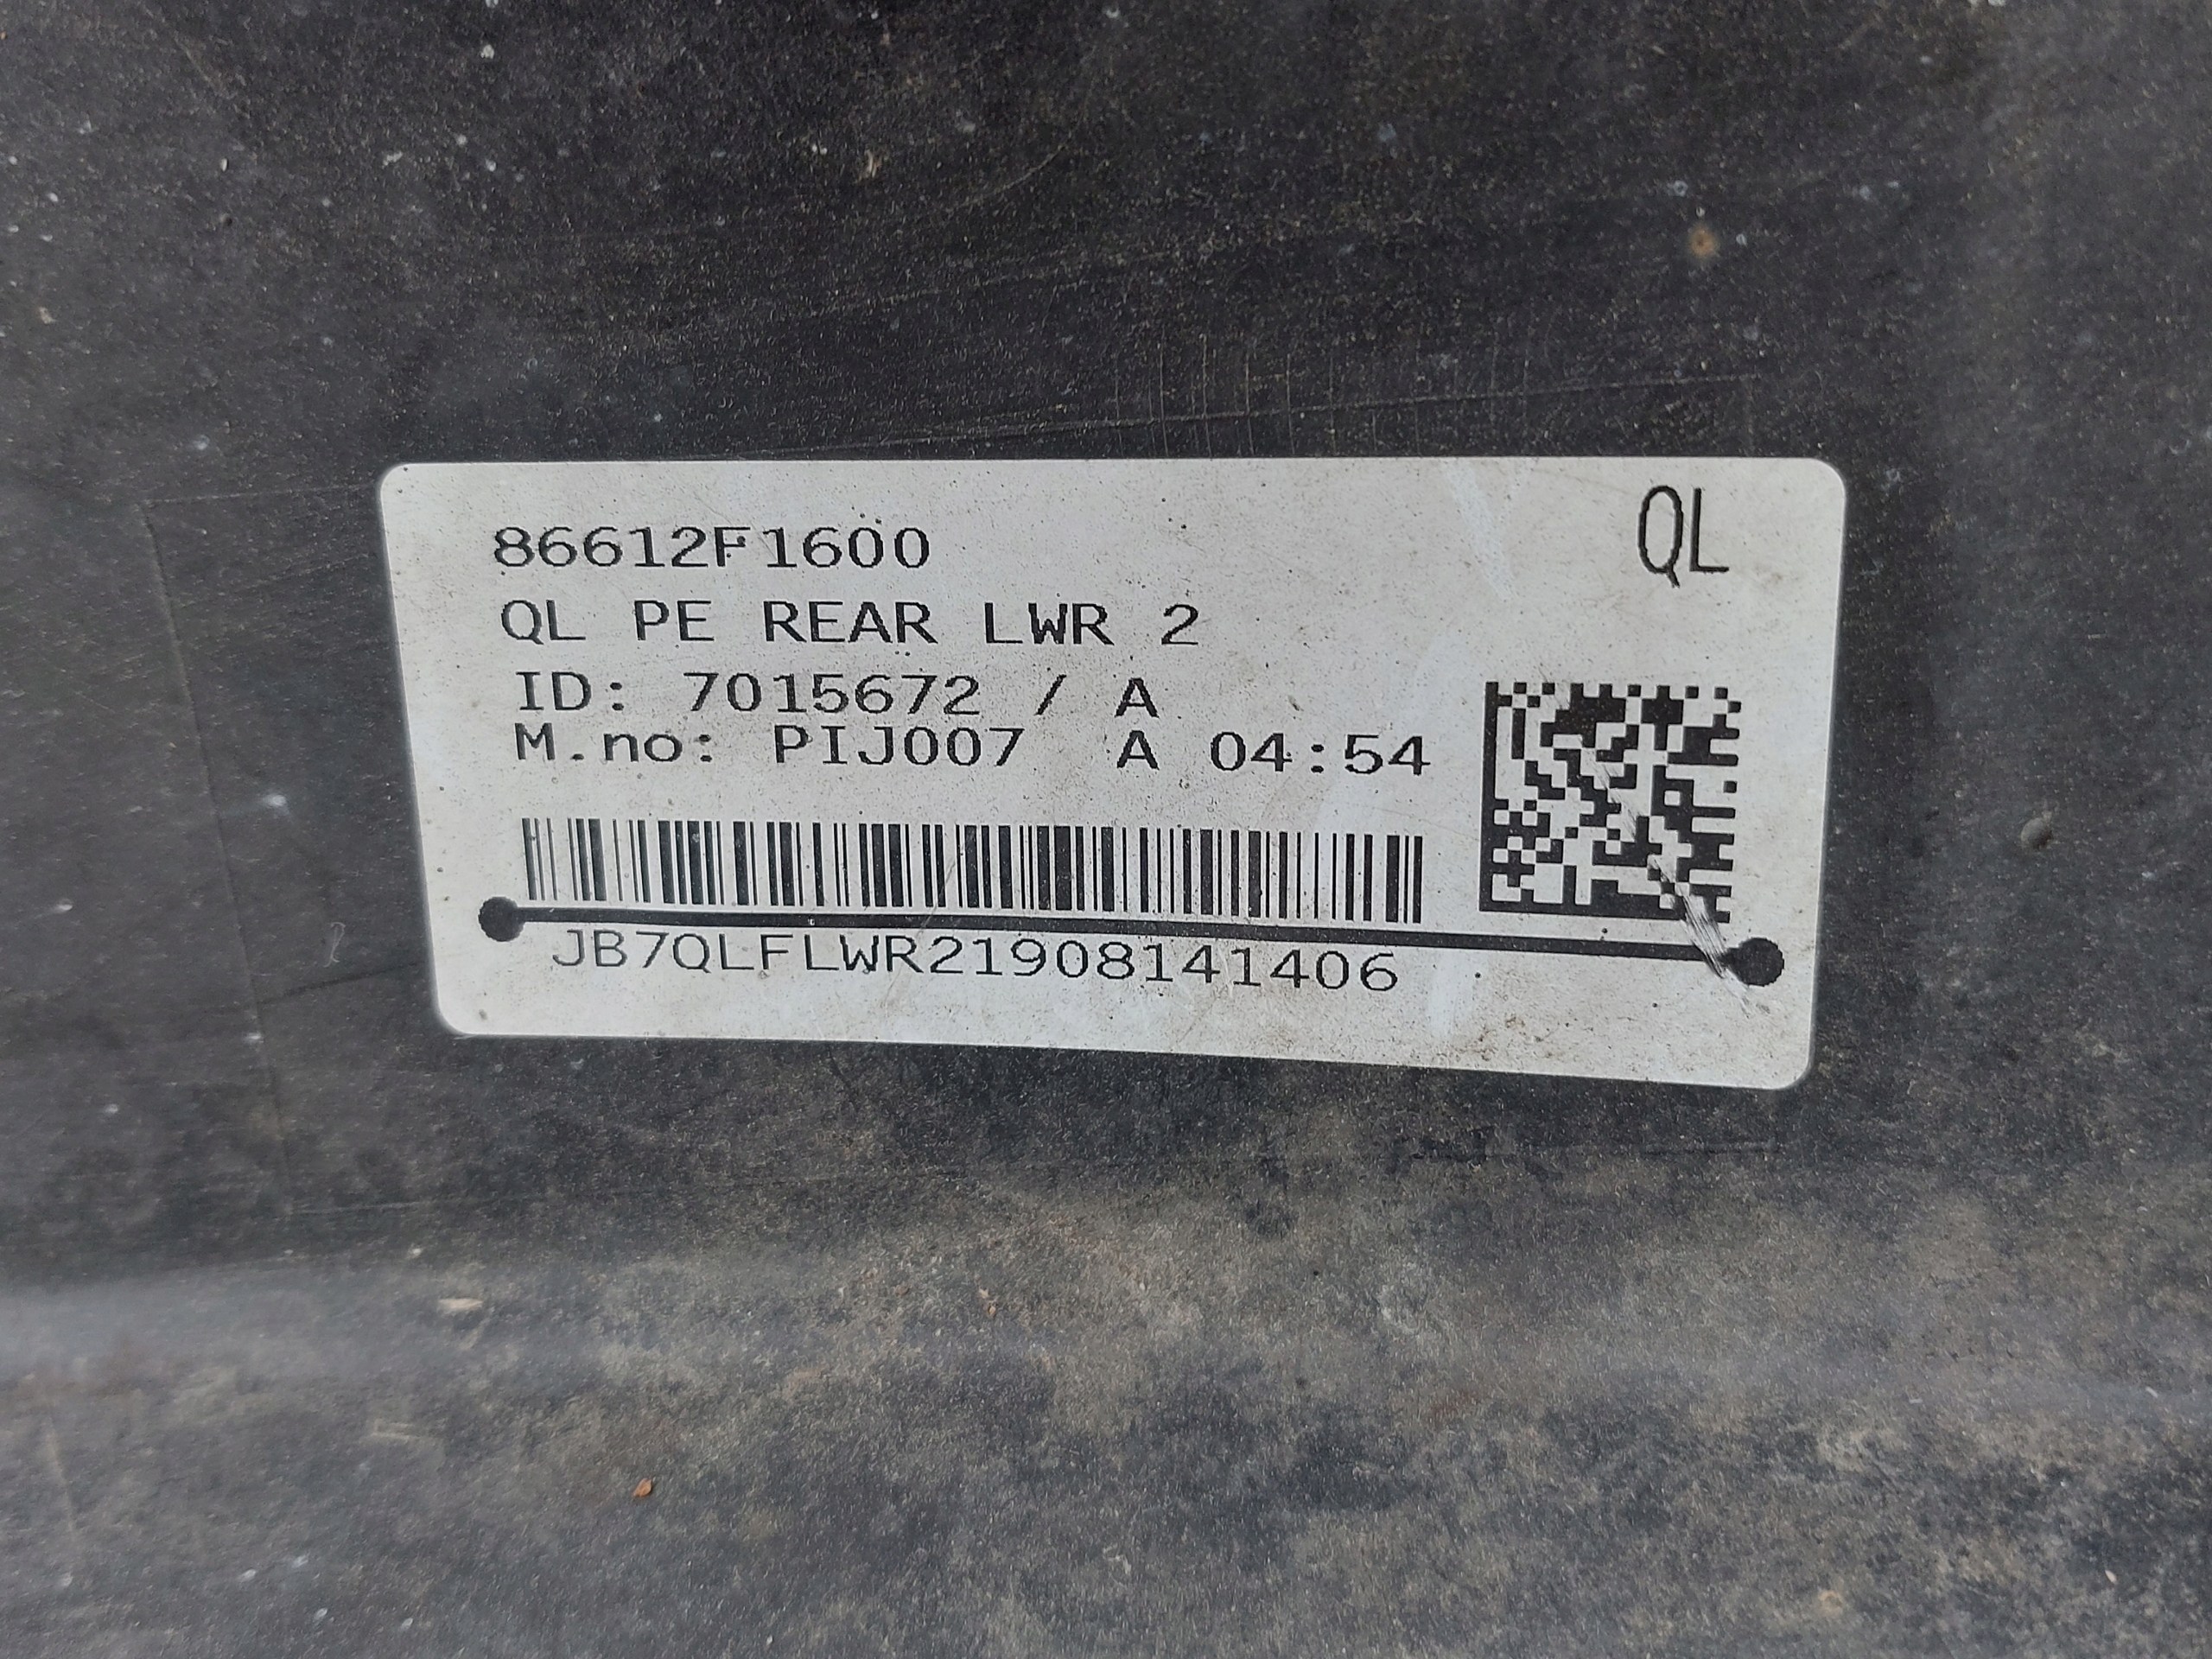 QL
86612F1600
QL PE REAR LWR 2
ID: 7015672 / A
M.no: PIJ007 A 04:54
JB7QLFLWR21908141406